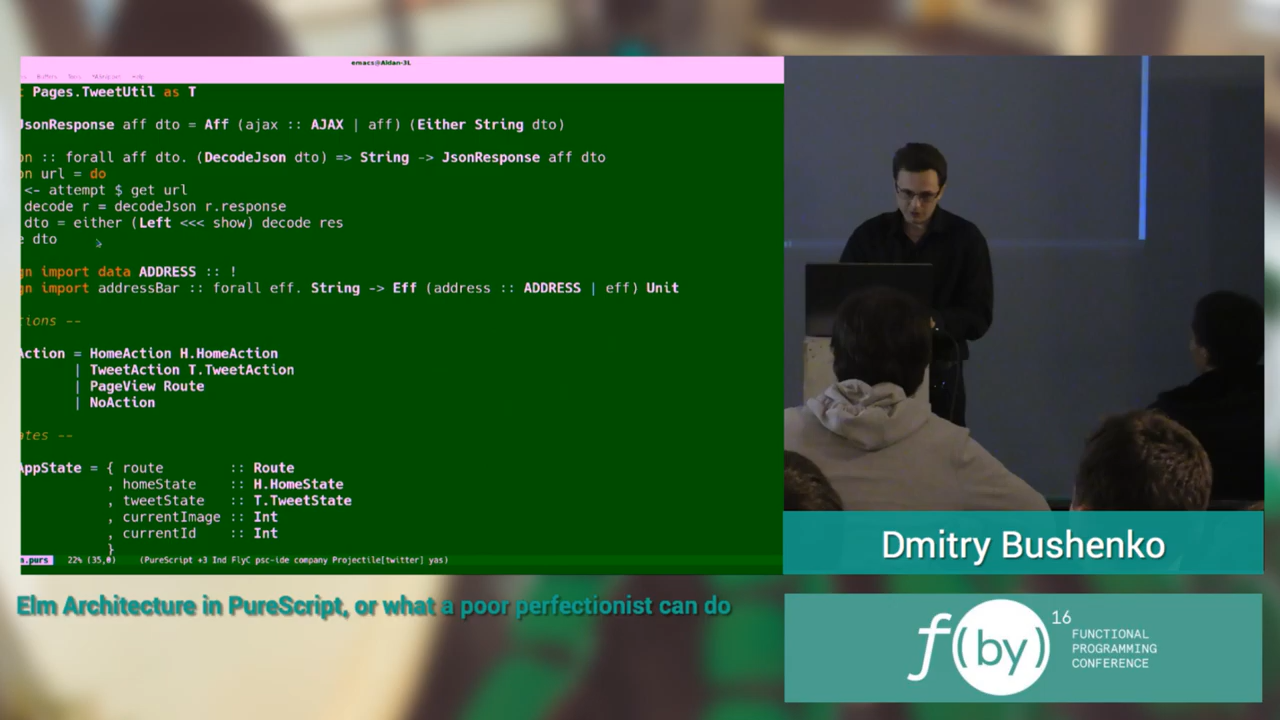 emacs@Aldan-3L
Buffers Tools Help
Pages.TweetUtil as T
JsonResponse aff dto = Aff (ajax :: AJAX | aff) (Either String dto)
on :: forall aff dto. (DecodeJson dto) => String -> JsonResponse aff dto
on url = do
<- attempt $ get url
decode r = decodeJson r.response
dto = either (Left <<< show) decode res
e dto
gn import data ADDRESS :: !
gn import addressBar :: forall eff. String -> Eff (address :: ADDRESS | eff) Unit
tions --
Action = HomeAction H.HomeAction
| TweetAction T.TweetAction
| PageView Route
| NoAction
ates --
AppState = { route :: Route
, homeState :: H.HomeState
, tweetState :: T.TweetState
, currentImage :: Int
, currentId :: Int
}
n.purs 22% (35,0) (PureScript +3 Ind FlyC psc-ide company Projectile[twitter] yas)
Dmitry Bushenko
Elm Architecture in PureScript, or what a poor perfectionist can do
f(by) 16
FUNCTIONAL
PROGRAMMING
CONFERENCE